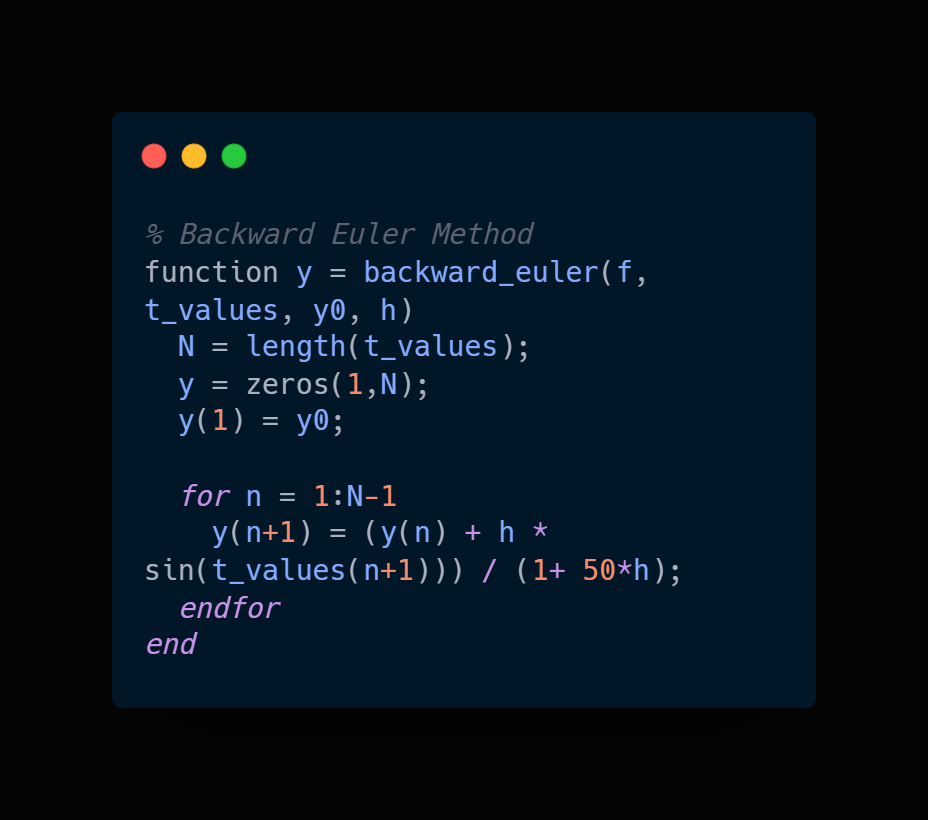 % Backward Euler Method
function y = backward_euler(f,
t_values, y0, h)
  N = length(t_values);
  y = zeros(1,N);
  y(1) = y0;

  for n = 1:N-1
    y(n+1) = (y(n) + h *
sin(t_values(n+1))) / (1+ 50*h);
  endfor
end